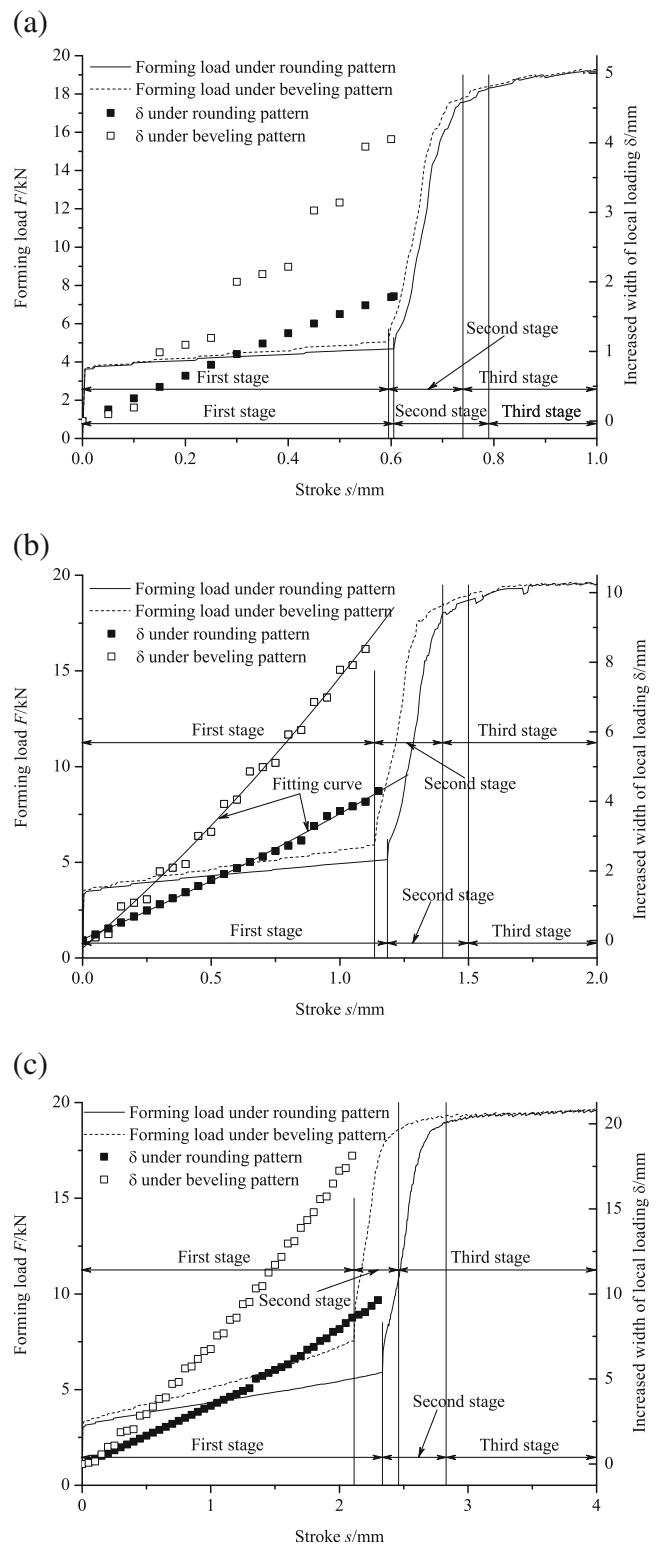 (a)
20
18
16
14
12
10
8
6
4
2
0
Forming load F/kN
Forming load under rounding pattern
Forming load under beveling pattern
δ under rounding pattern
δ under beveling pattern
5
4
3
2
1
0
Increased width of local loading δ/mm
Second stage
First stage
Third stage
First stage
Second stage
Third stage
0.0
0.2
0.4
0.6
0.8
1.0
Stroke s/mm
(b)
20
15
10
5
0
Forming load F/kN
Forming load under rounding pattern
Forming load under beveling pattern
δ under rounding pattern
δ under beveling pattern
10
8
6
4
2
0
Increased width of local loading δ/mm
First stage
Third stage
Second stage
Fitting curve
Second stage
First stage
Third stage
0.0
0.5
1.0
1.5
2.0
Stroke s/mm
(c)
20
15
10
5
0
Forming load F/kN
Forming load under rounding pattern
Forming load under beveling pattern
δ under rounding pattern
δ under beveling pattern
20
15
10
5
0
Increased width of local loading δ/mm
First stage
Third stage
Second stage
Second stage
First stage
Third stage
0
1
2
3
4
Stroke s/mm